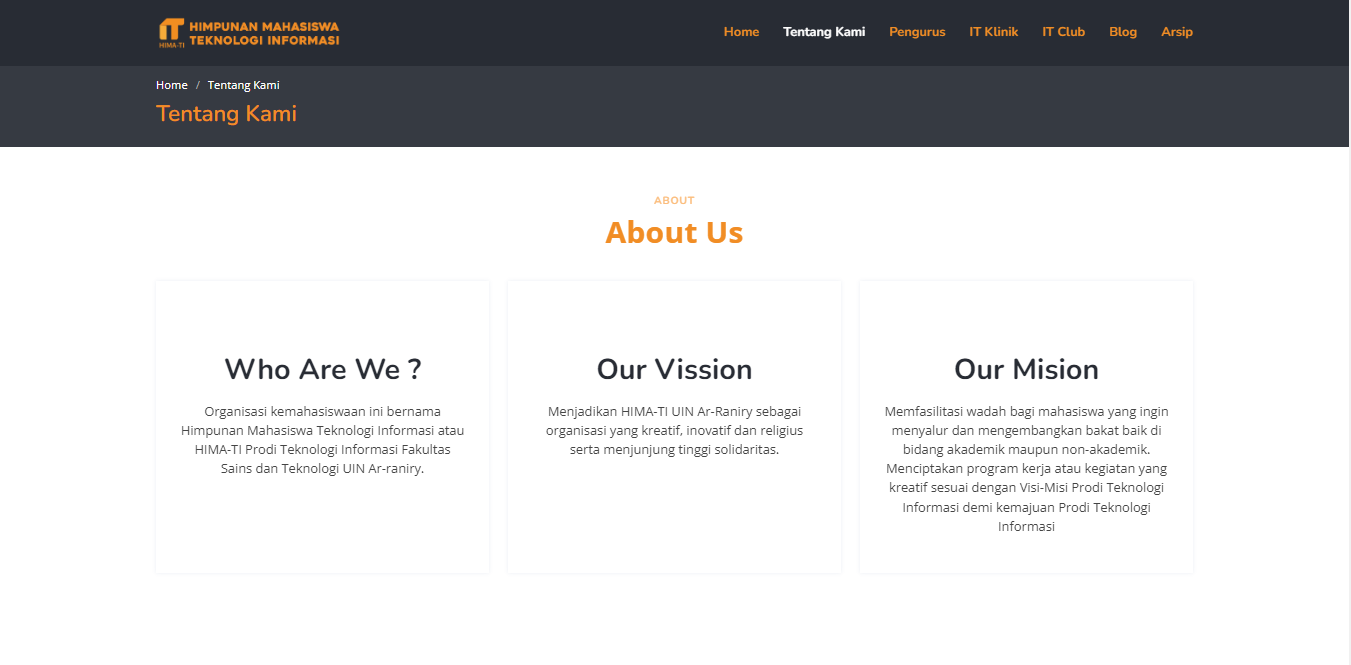 IT HIMPUNAN MAHASISWA
HIMA-TI TEKNOLOGI INFORMASI
Home Tentang Kami Pengurus IT Klinik IT Club Blog Arsip
Home / Tentang Kami
Tentang Kami
ABOUT
About Us
Who Are We ?
Organisasi kemahasiswaan ini bernama
Himpunan Mahasiswa Teknologi Informasi atau
HIMA-TI Prodi Teknologi Informasi Fakultas
Sains dan Teknologi UIN Ar-raniry.
Our Vission
Menjadikan HIMA-TI UIN Ar-Raniry sebagai
organisasi yang kreatif, inovatif dan religius
serta menjunjung tinggi solidaritas.
Our Mision
Memfasilitasi wadah bagi mahasiswa yang ingin
menyalur dan mengembangkan bakat baik di
bidang akademik maupun non-akademik.
Menciptakan program kerja atau kegiatan yang
kreatif sesuai dengan Visi-Misi Prodi Teknologi
Informasi demi kemajuan Prodi Teknologi
Informasi